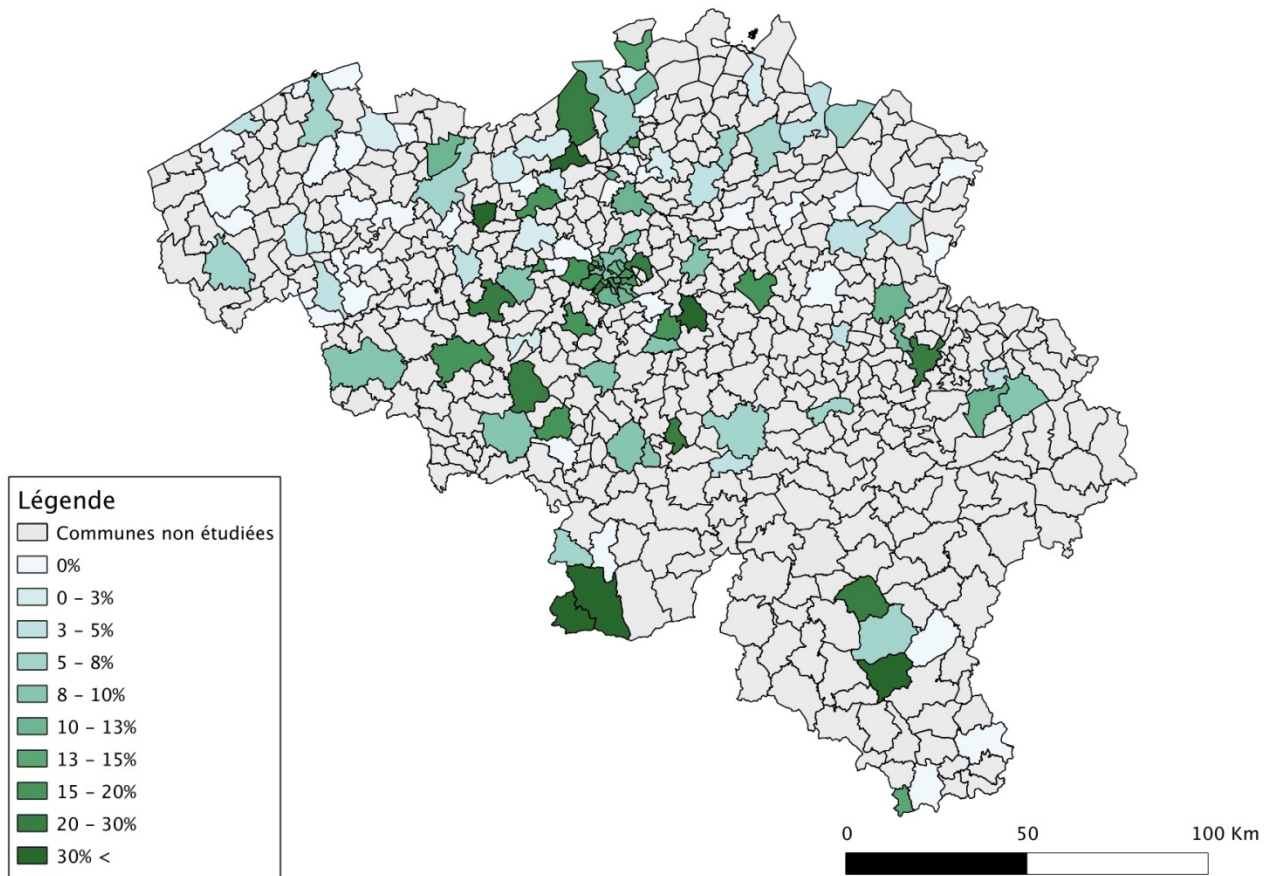 Légende
Communes non étudiées
0%
0 – 3%
3 – 5%
5 – 8%
8 – 10%
10 – 13%
13 – 15%
15 – 20%
20 – 30%
30% <
0 50 100 Km